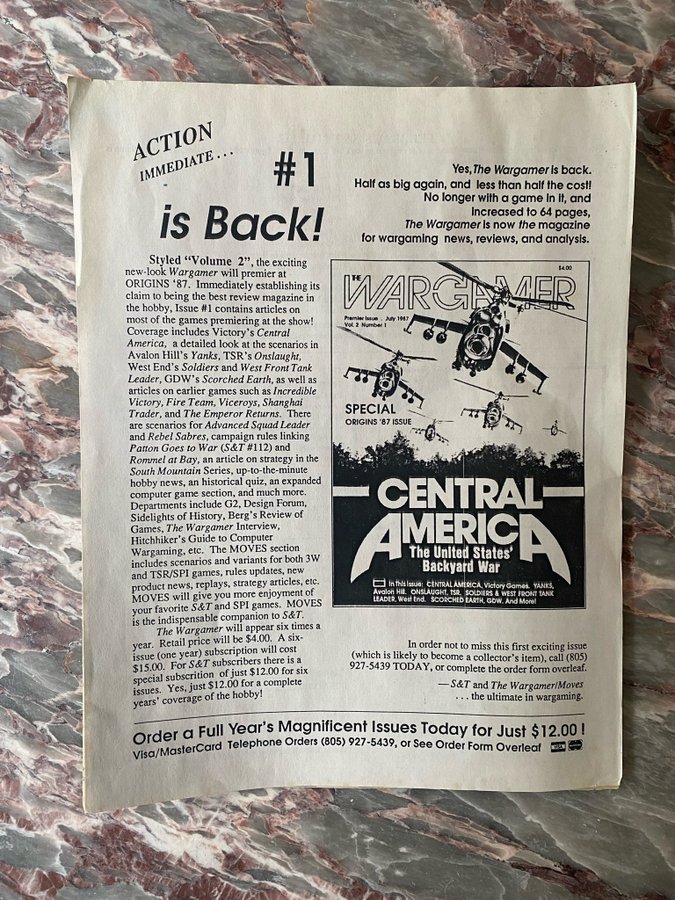 ACTION
IMMEDIATE . . .
#1
is Back!
Yes, The Wargamer is back.
Half as big again, and less than half the cost!
No longer with a game in it, and
increased to 64 pages,
The Wargamer is now the magazine
for wargaming news, reviews, and analysis.
Styled "Volume 2", the exciting
new-look Wargamer will premier at
ORIGINS '87. Immediately establishing its
claim to being the best review magazine in
the hobby, Issue #1 contains articles on
most of the games premiering at the show!
Coverage includes Victory's Central
America, a detailed look at the scenarios in
Avalon Hill's Yanks, TSR's Onslaught,
West End's Soldiers and West Front Tank
Leader, GDW's Scorched Earth, as well as
articles on earlier games such as Incredible
Victory, Fire Team, Viceroys, Shanghai
Trader, and The Emperor Returns. There
are scenarios for Advanced Squad Leader
and Rebel Sabres, campaign rules linking
Patton Goes to War (S&T #112) and
Rommel at Bay, an article on strategy in the
South Mountain Series, up-to-the-minute
hobby news, an historical quiz, an expanded
computer game section, and much more.
Departments include G2, Design Forum,
Sidelights of History, Berg's Review of
Games, The Wargamer Interview,
Hitchhiker's Guide to Computer
Wargaming, etc. The MOVES section
includes scenarios and variants for both 3W
and TSR/SPI games, rules updates, new
product news, replays, strategy articles, etc.
MOVES will give you more enjoyment of
your favorite S&T and SPI games. MOVES
is the indispensable companion to S&T.
The Wargamer will appear six times a
year. Retail price will be $4.00. A six-
issue (one year) subscription will cost
$15.00. For S&T subscribers there is a
special subscription of just $12.00 for six
issues. Yes, just $12.00 for a complete
years' coverage of the hobby!
$4.00
THE WARGAMER
Premier Issue . July 1987
Vol. 2 Number 1
SPECIAL
ORIGINS '87 ISSUE
CENTRAL
AMERICA
The United States'
Backyard War
In this Issue: CENTRAL AMERICA, Victory Games. YANKS,
Avalon Hill. ONSLAUGHT, TSR. SOLDIERS & WEST FRONT TANK
LEADER, West End. SCORCHED EARTH, GDW. And More!
In order not to miss this first exciting issue
(which is likely to become a collector's item), call (805)
927-5439 TODAY, or complete the order form overleaf.
—S&T and The Wargamer/Moves
. . . the ultimate in wargaming.
Order a Full Year's Magnificent Issues Today for Just $12.00 !
Visa/MasterCard Telephone Orders (805) 927-5439, or See Order Form Overleaf